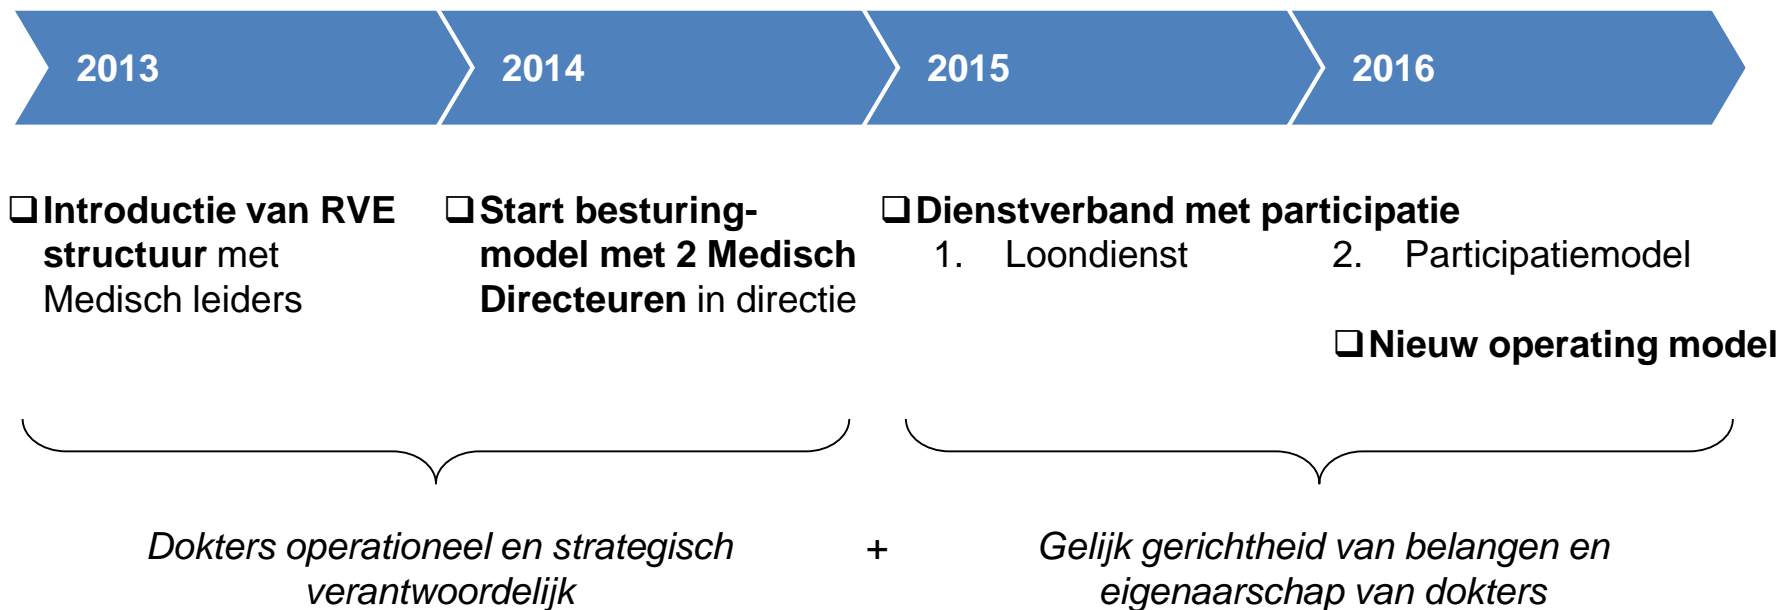 2013
2014
2015
2016
❑Introductie van RVE
structuur met
Medisch leiders
❑Start besturing-
model met 2 Medisch
Directeuren in directie
❑Dienstverband met participatie
1. Loondienst
2. Participatiemodel
❑Nieuw operating model
Dokters operationeel en strategisch
verantwoordelijk
+
Gelijk gerichtheid van belangen en
eigenaarschap van dokters